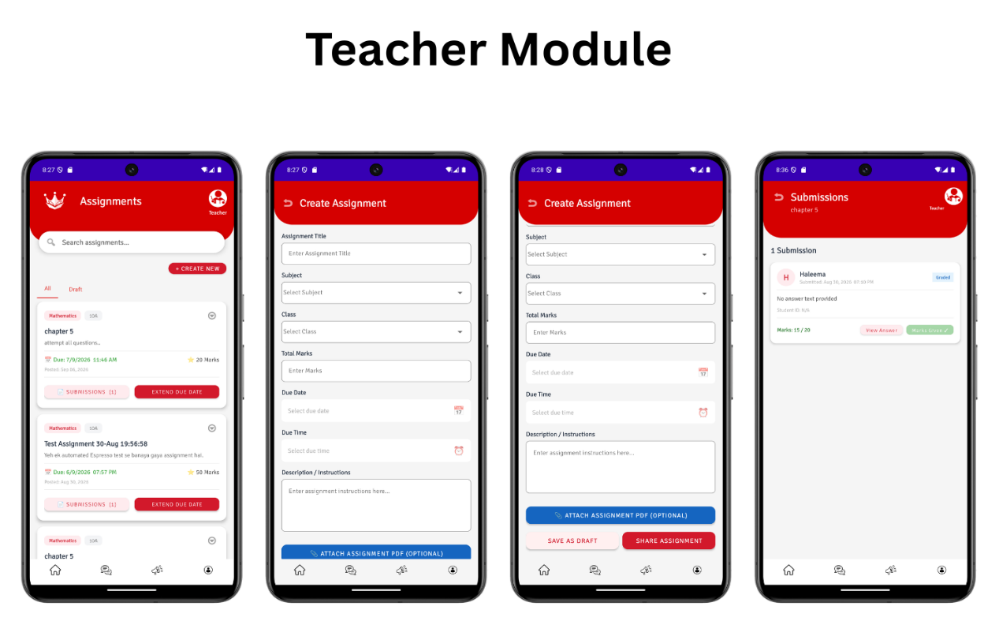 Teacher Module
8:27
Assignments
Teacher
Search assignments...
+ CREATE NEW
All
Draft
Mathematics
10A
chapter 5
attempt all questions..
Due: 7/9/2026 11:46 AM
20 Marks
Posted: Sep 06, 2026
SUBMISSIONS (1)
EXTEND DUE DATE
Mathematics
10A
Test Assignment 30-Aug 19:56:58
Yeh ek automated Espresso test se banaya gaya assignment hai.
Due: 6/9/2026 07:57 PM
50 Marks
Posted: Aug 30, 2026
SUBMISSIONS (1)
EXTEND DUE DATE
Mathematics
10A
chapter 5
8:27
Create Assignment
Assignment Title
Enter Assignment Title
Subject
Select Subject
Class
Select Class
Total Marks
Enter Marks
Due Date
Select due date
17
Due Time
Select due time
Description / Instructions
Enter assignment instructions here...
ATTACH ASSIGNMENT PDF (OPTIONAL)
8:28
Create Assignment
Subject
Select Subject
Class
Select Class
Total Marks
Enter Marks
Due Date
Select due date
17
Due Time
Select due time
Description / Instructions
Enter assignment instructions here...
ATTACH ASSIGNMENT PDF (OPTIONAL)
SAVE AS DRAFT
SHARE ASSIGNMENT
8:36
Submissions
chapter 5
Teacher
1 Submission
H
Haleema
Submitted: Aug 30, 2026 07:50 PM
Graded
No answer text provided
Student ID: N/A
Marks: 15 / 20
View Answer
Marks Given ✓